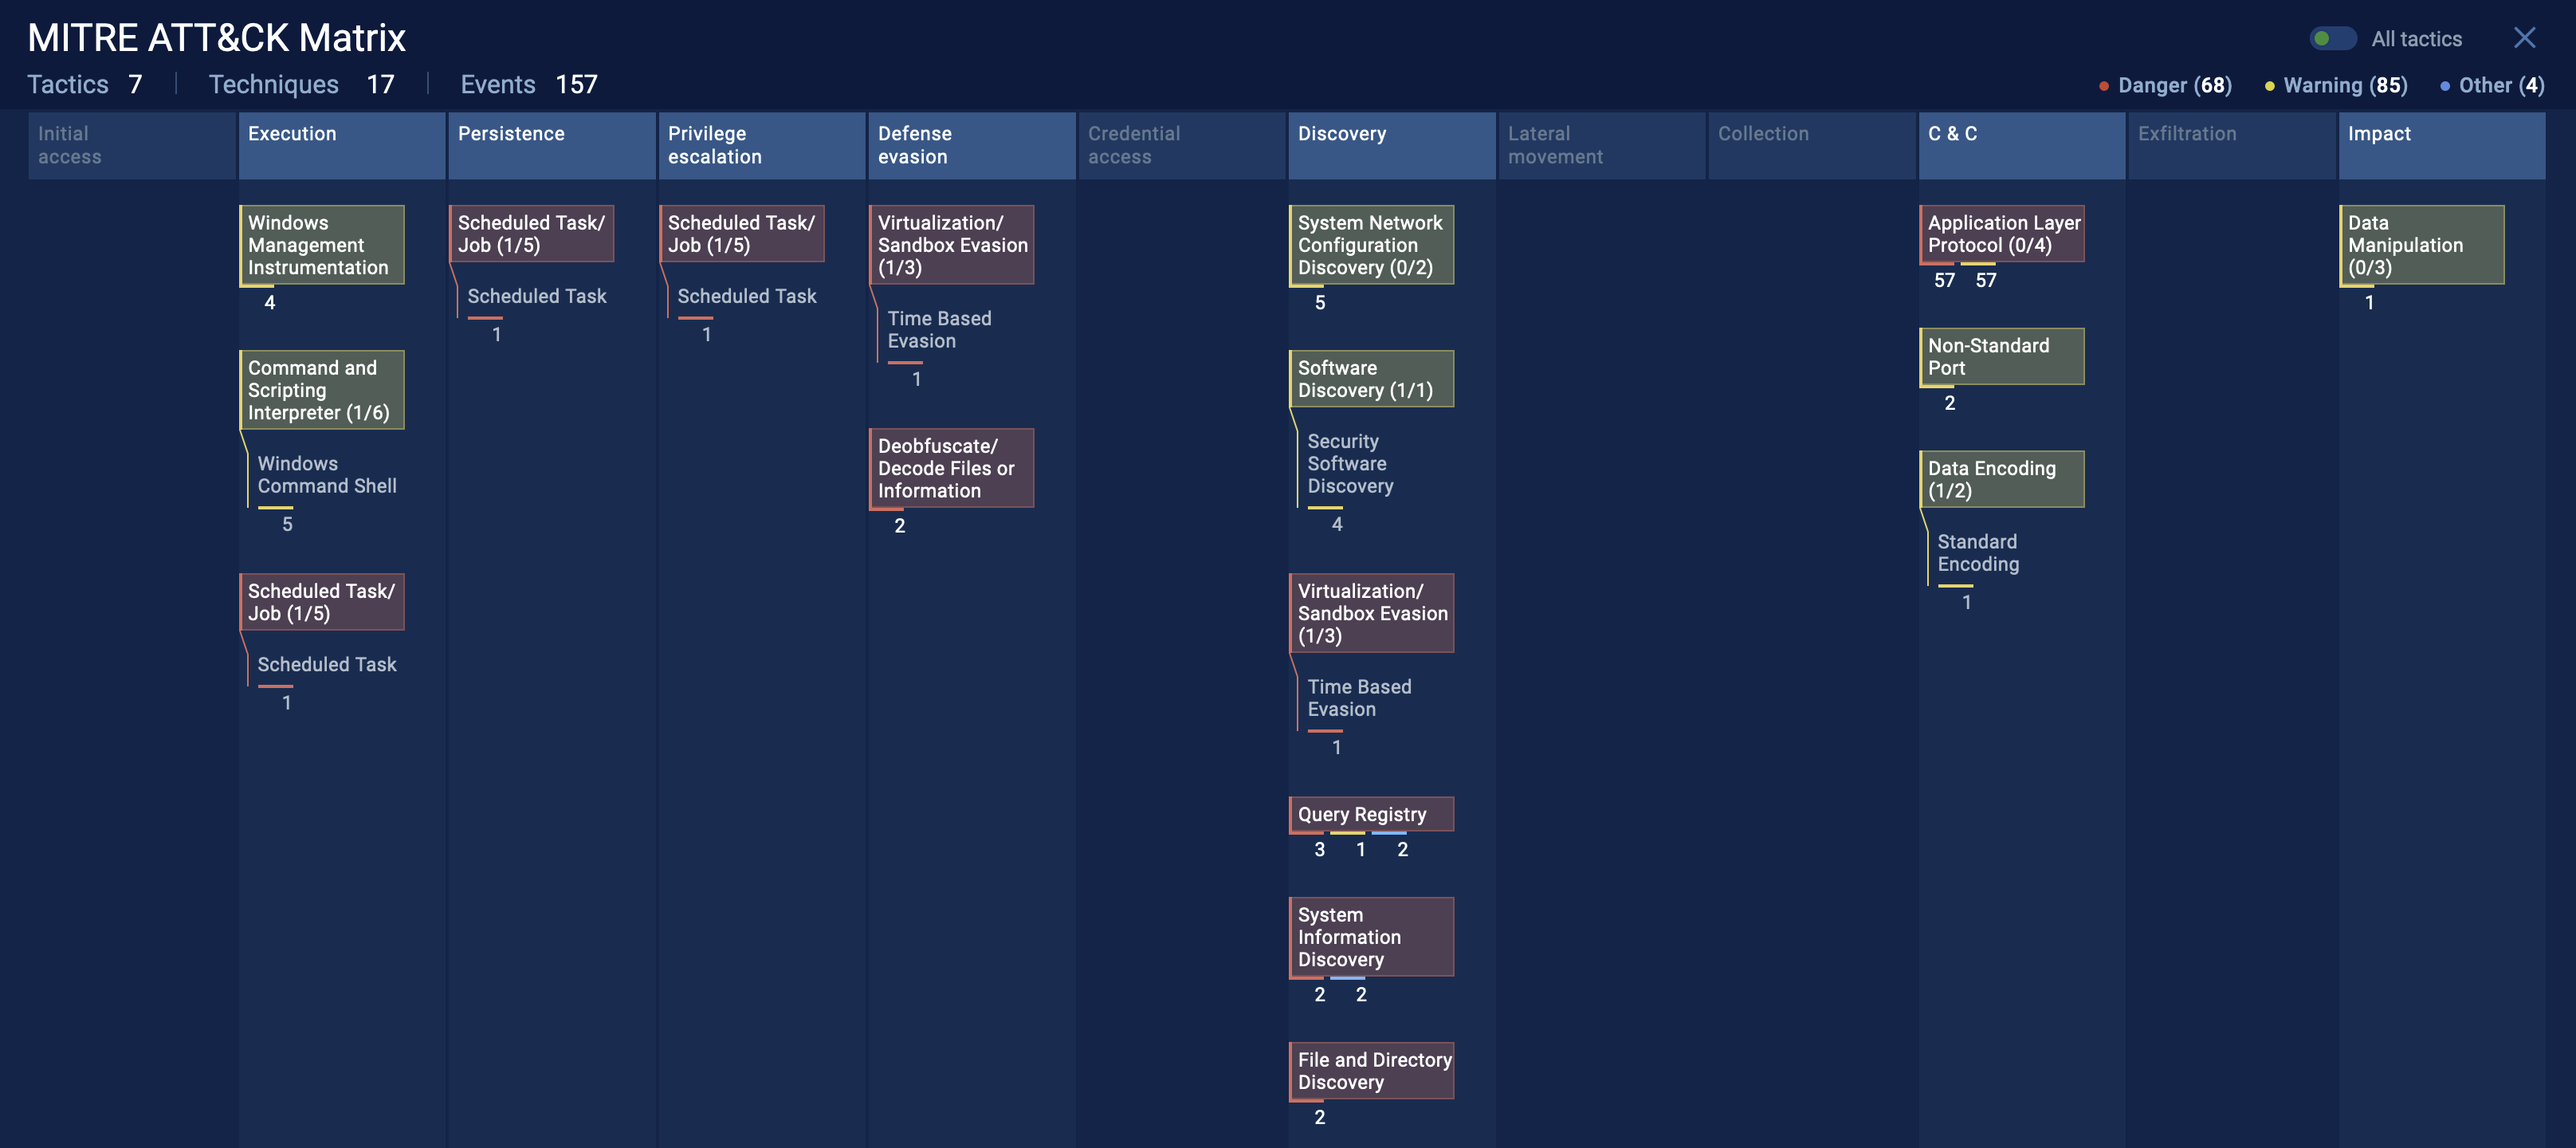 MITRE ATT&CK Matrix
All tactics
Tactics 7
Techniques 17
Events 157
Danger (68)
Warning (85)
Other (4)
Initial
access
Execution
Persistence
Privilege
escalation
Defense
evasion
Credential
access
Discovery
Lateral
movement
Collection
C & C
Exfiltration
Impact
Windows
Management
Instrumentation
4
Command and
Scripting
Interpreter (1/6)
Windows
Command Shell
5
Scheduled Task/
Job (1/5)
Scheduled Task
1
Scheduled Task/
Job (1/5)
Scheduled Task
1
Scheduled Task/
Job (1/5)
Scheduled Task
1
Virtualization/
Sandbox Evasion
(1/3)
Time Based
Evasion
1
Deobfuscate/
Decode Files or
Information
2
System Network
Configuration
Discovery (0/2)
5
Software
Discovery (1/1)
Security
Software
Discovery
4
Virtualization/
Sandbox Evasion
(1/3)
Time Based
Evasion
1
Query Registry
3 1 2
System
Information
Discovery
2 2
File and Directory
Discovery
2
Application Layer
Protocol (0/4)
57 57
Non-Standard
Port
2
Data Encoding
(1/2)
Standard
Encoding
1
Data
Manipulation
(0/3)
1